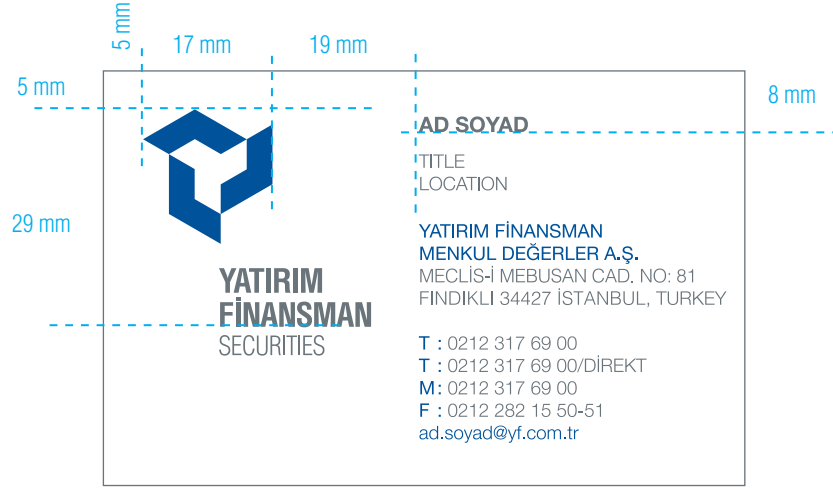 5 mm
17 mm
19 mm
5 mm
8 mm
29 mm
YATIRIM
FİNANSMAN
SECURITIES
AD SOYAD
TITLE
LOCATION
YATIRIM FİNANSMAN
MENKUL DEĞERLER A.Ş.
MECLİS-İ MEBUSAN CAD. NO: 81
FINDIKLI 34427 İSTANBUL, TURKEY
T : 0212 317 69 00
T : 0212 317 69 00/DİREKT
M : 0212 317 69 00
F : 0212 282 15 50-51
ad.soyad@yf.com.tr